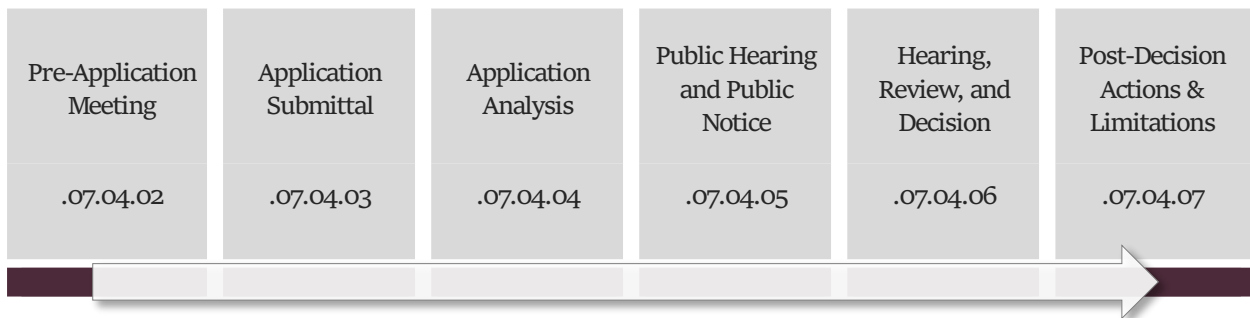 Pre-Application
Meeting
.07.04.02
Application
Submittal
.07.04.03
Application
Analysis
.07.04.04
Public Hearing
and Public
Notice
.07.04.05
Hearing,
Review, and
Decision
.07.04.06
Post-Decision
Actions &
Limitations
.07.04.07